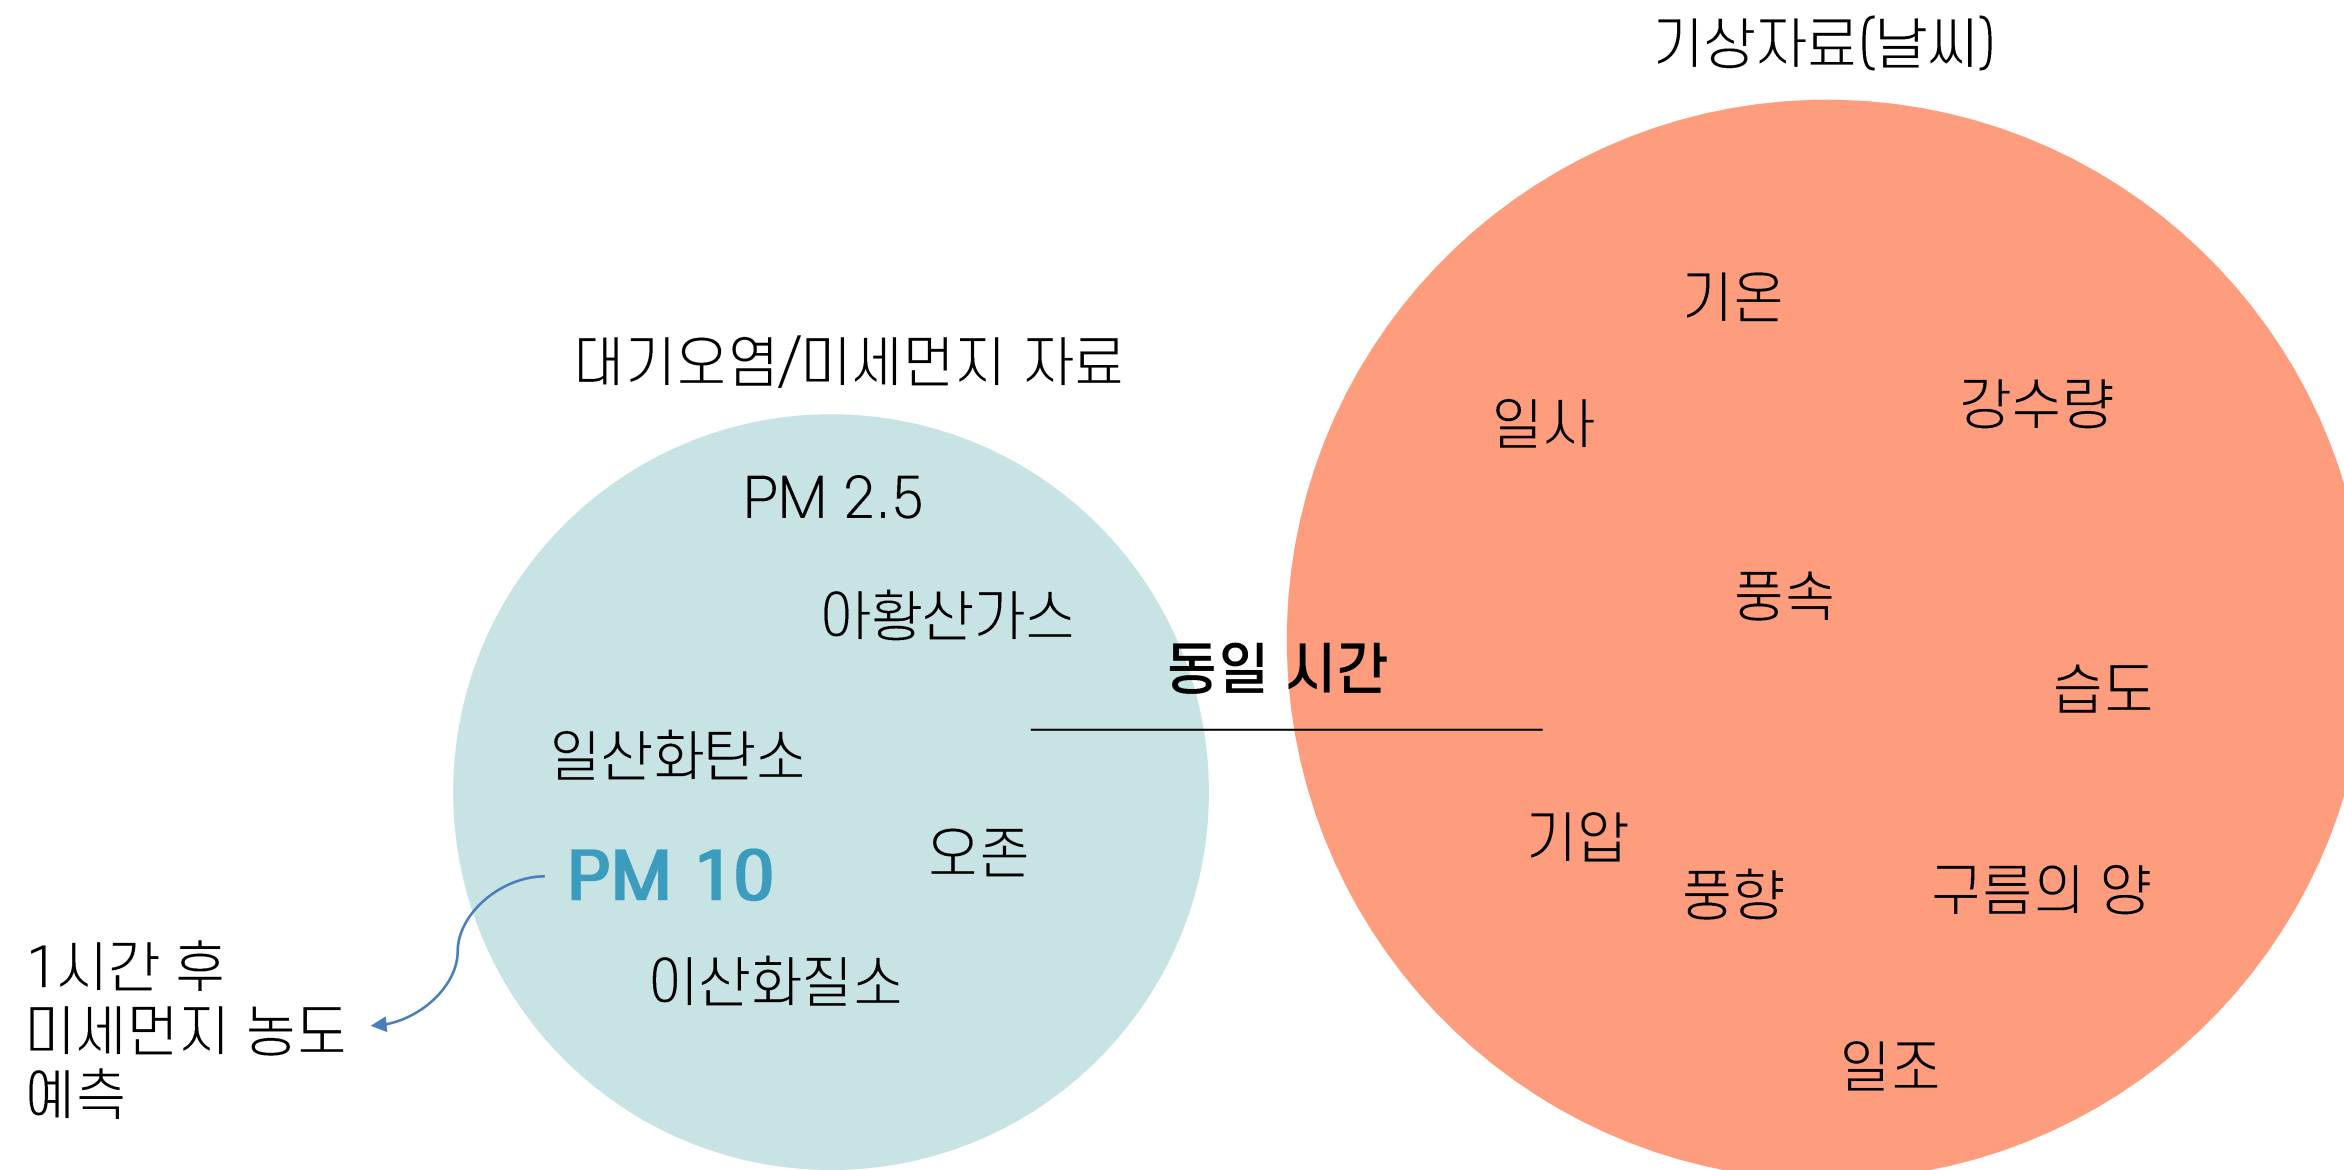 기상자료(날씨)
기온
강수량
일사
풍속
습도
기압
풍향
구름의 양
일조
동일 시간
대기오염/미세먼지 자료
PM 2.5
아황산가스
일산화탄소
오존
PM 10
이산화질소
1시간 후
미세먼지 농도
예측